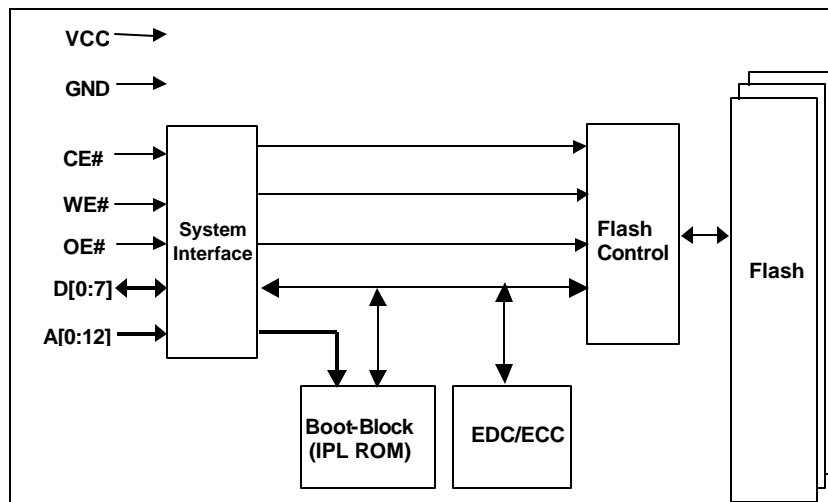 VCC
GND
CE#
WE#
OE#
D[0:7]
A[0:12]
System
Interface
Flash
Control
Flash
Boot-Block
(IPL ROM)
EDC/ECC